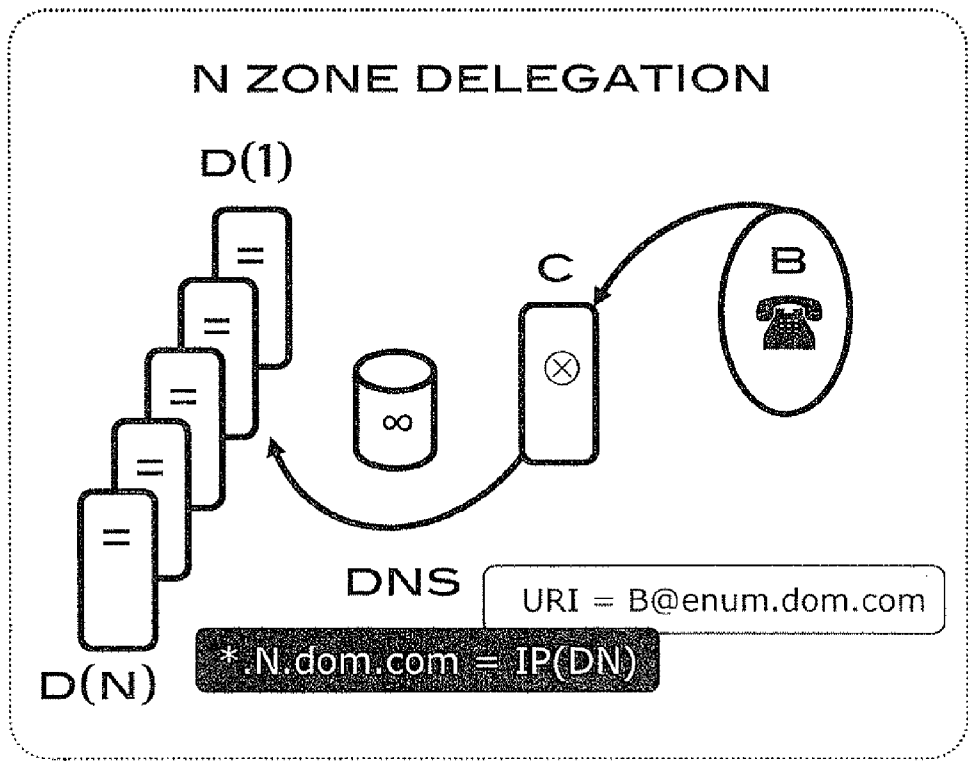 N ZONE DELEGATION
D(1)
=
=
=
=
=
C
⊗
B
∞
DNS
URI = B@enum.dom.com
*.N.dom.com = IP(DN)
D(N)